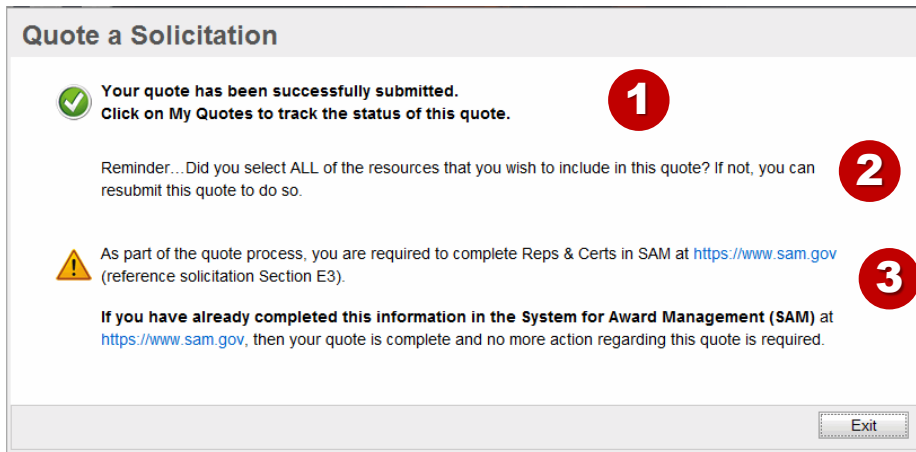 Quote a Solicitation
Your quote has been successfully submitted.
Click on My Quotes to track the status of this quote.
1
Reminder…Did you select ALL of the resources that you wish to include in this quote? If not, you can
resubmit this quote to do so.
2
As part of the quote process, you are required to complete Reps & Certs in SAM at https://www.sam.gov
(reference solicitation Section E3).
3
If you have already completed this information in the System for Award Management (SAM) at
https://www.sam.gov, then your quote is complete and no more action regarding this quote is required.
Exit